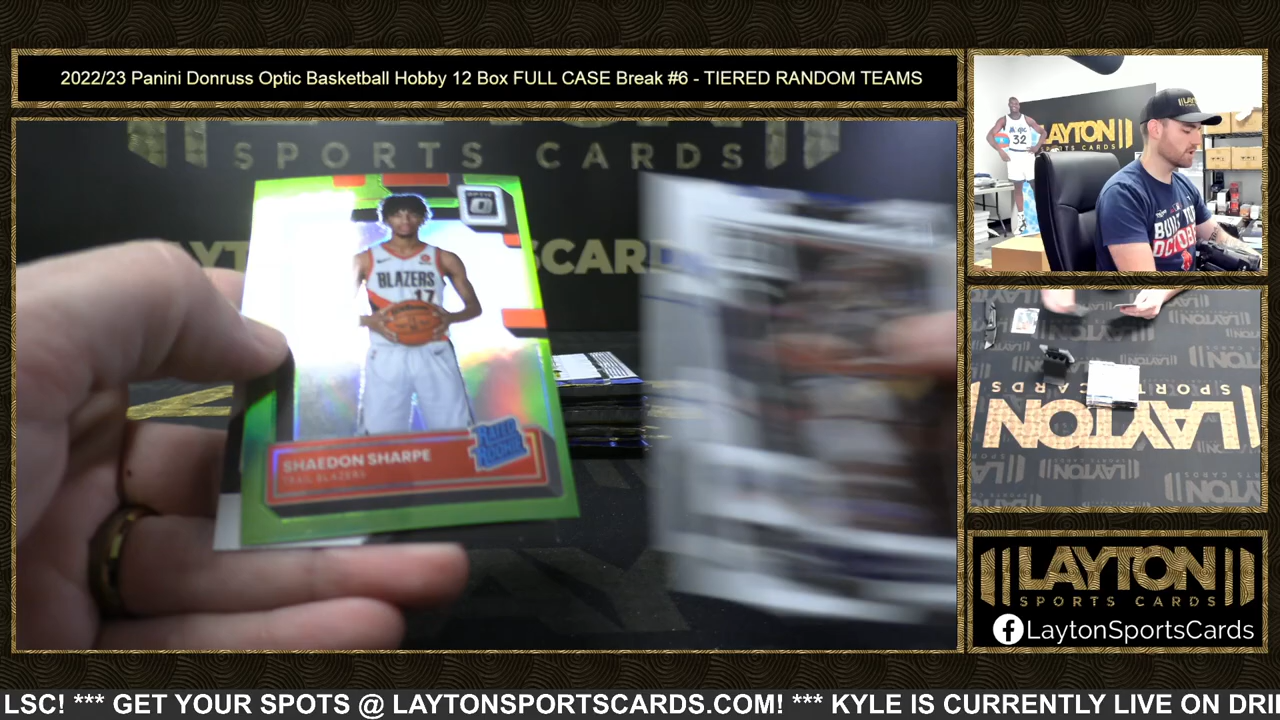 2022/23 Panini Donruss Optic Basketball Hobby 12 Box FULL CASE Break #6 - TIERED RANDOM TEAMS
SPORTS CARDS
OPTIC
BLAZERS
17
SHAEDON SHARPE
TRAIL BLAZERS
RATED ROOKIE
Magic
32
LAYTON
SPORTS CARDS
LAYTON
LAYTON
SPORTS CARDS
LaytonSportsCards
LSC! *** GET YOUR SPOTS @ LAYTONSPORTSCARDS.COM! *** KYLE IS CURRENTLY LIVE ON DRI